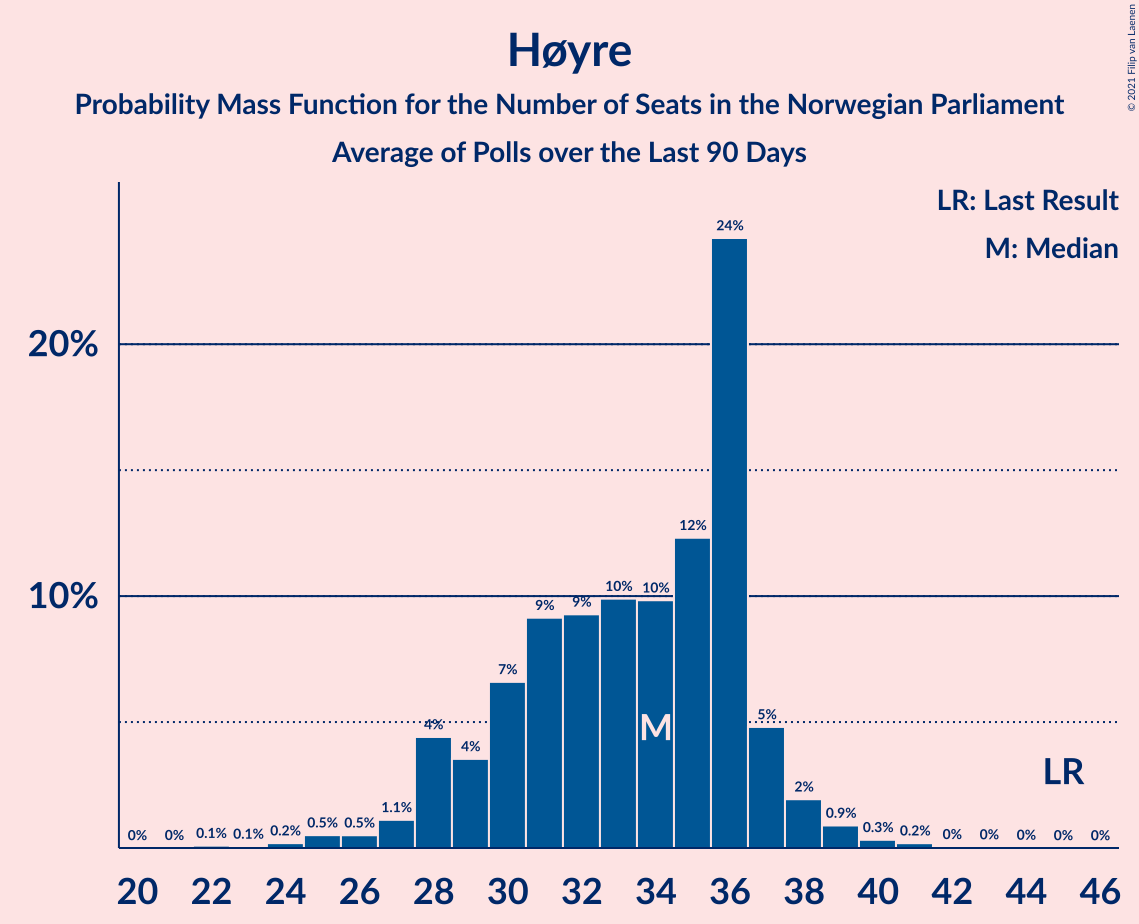 © 2021 Filip van Laenen
Høyre
Probability Mass Function for the Number of Seats in the Norwegian Parliament
Average of Polls over the Last 90 Days
LR: Last Result
M: Median
20%
10%
0% 0% 0.1% 0.1% 0.2% 0.5% 0.5% 1.1% 4% 4% 7% 9% 9% 10% 10% 12% 24% 5% 2% 0.9% 0.3% 0.2% 0% 0% 0% 0% 0%
M
LR
20 22 24 26 28 30 32 34 36 38 40 42 44 46